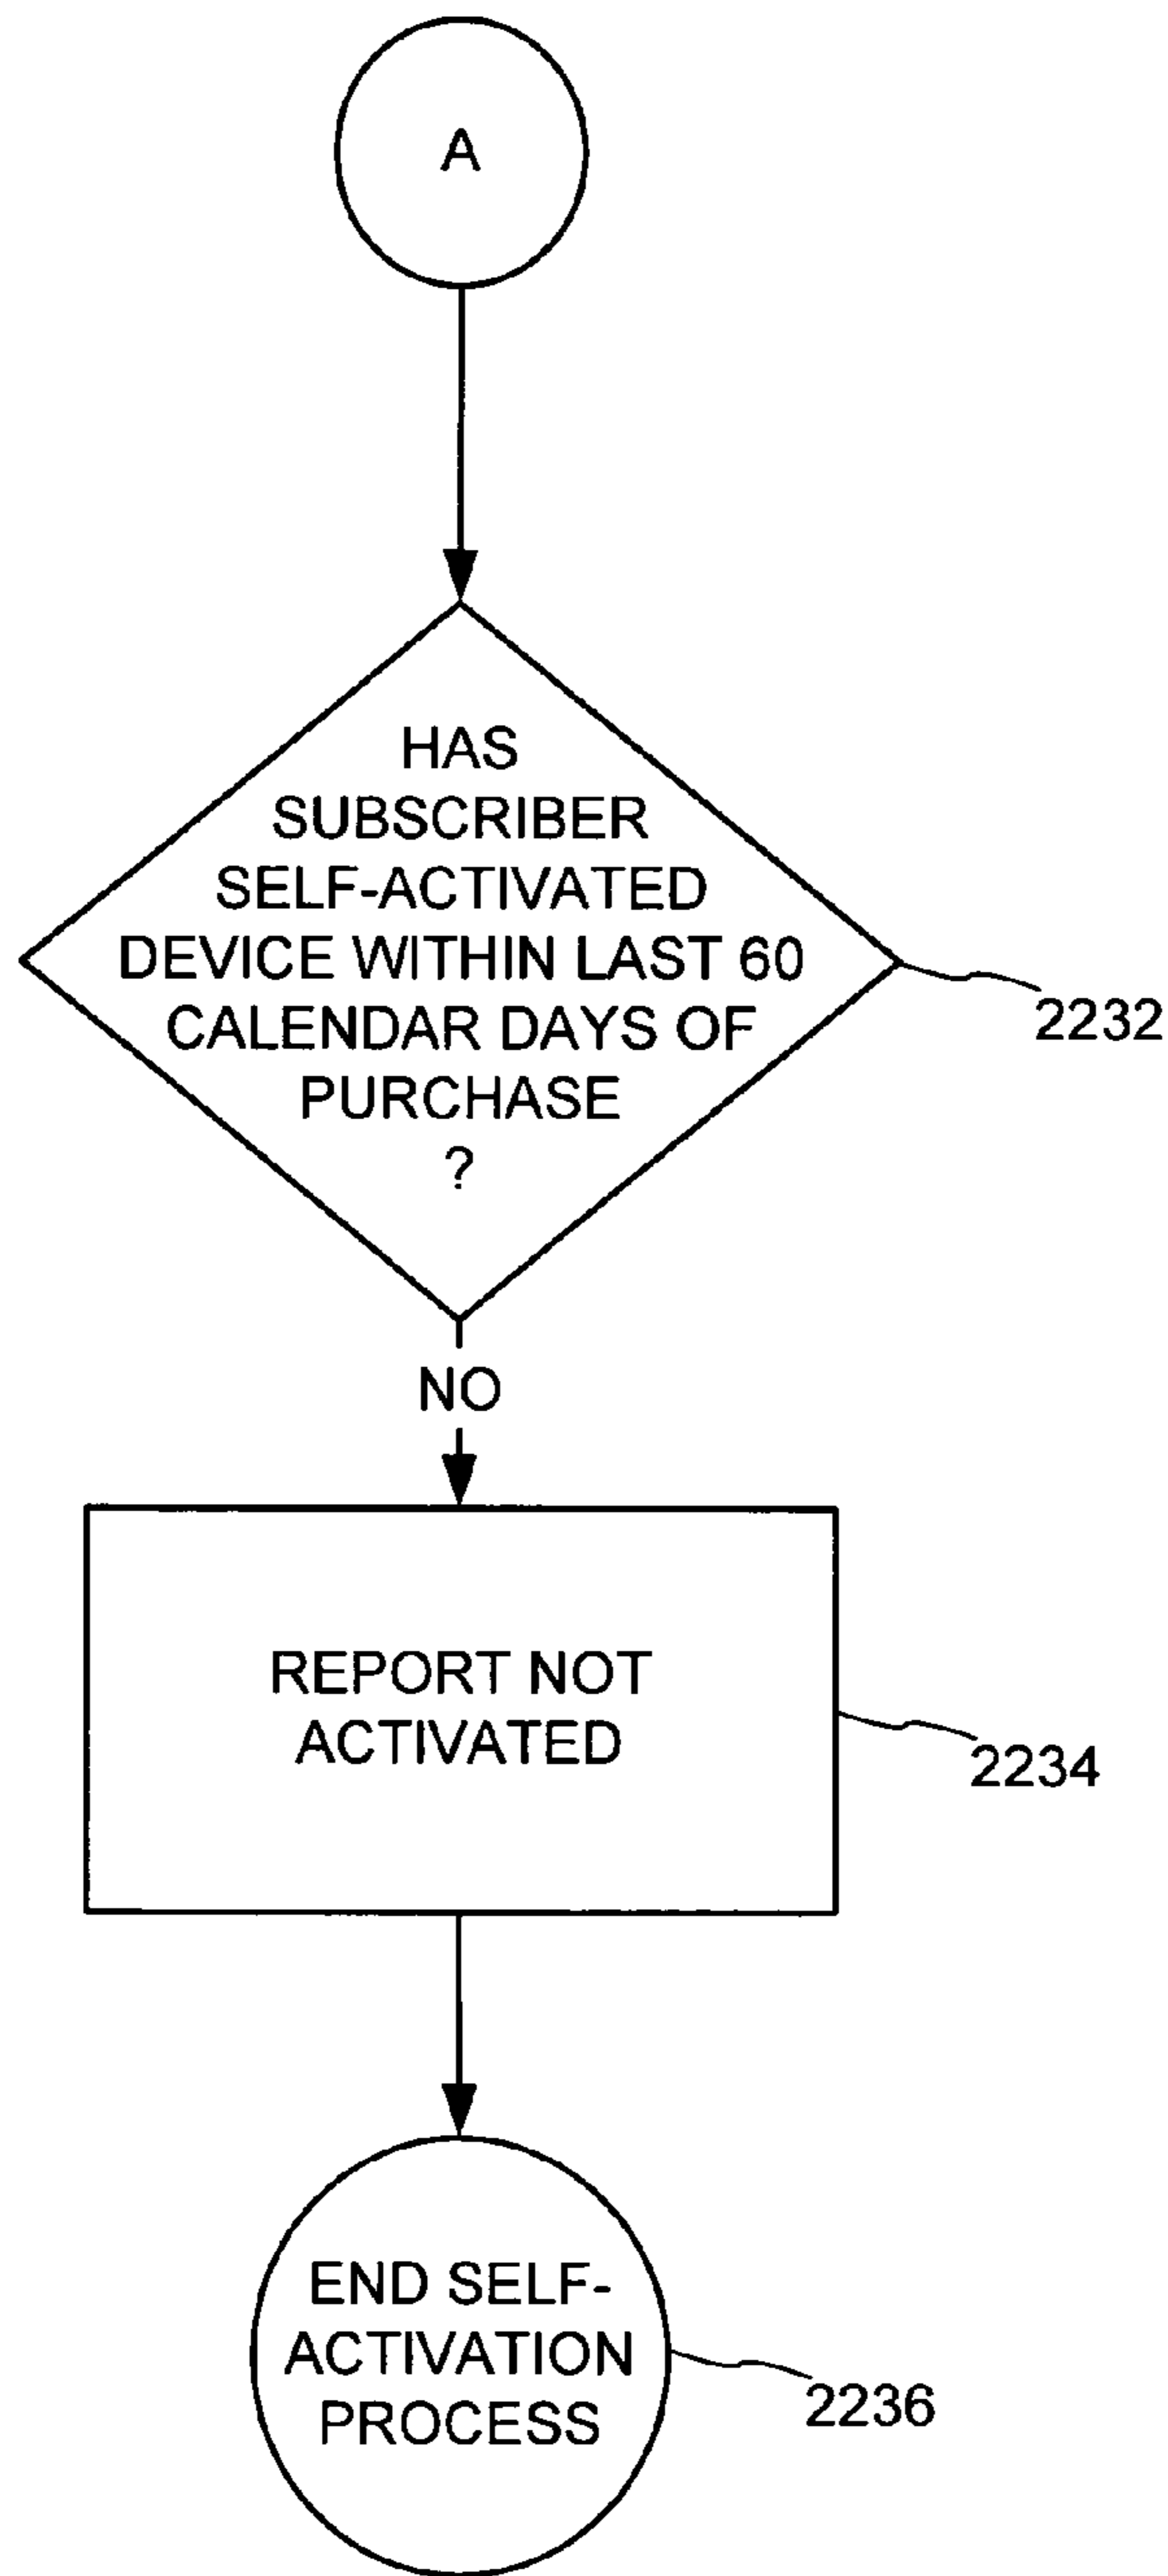 A
HAS
SUBSCRIBER
SELF-ACTIVATED
DEVICE WITHIN LAST 60
CALENDAR DAYS OF
PURCHASE
?
2232
NO
REPORT NOT
ACTIVATED
2234
END SELF-
ACTIVATION
PROCESS
2236